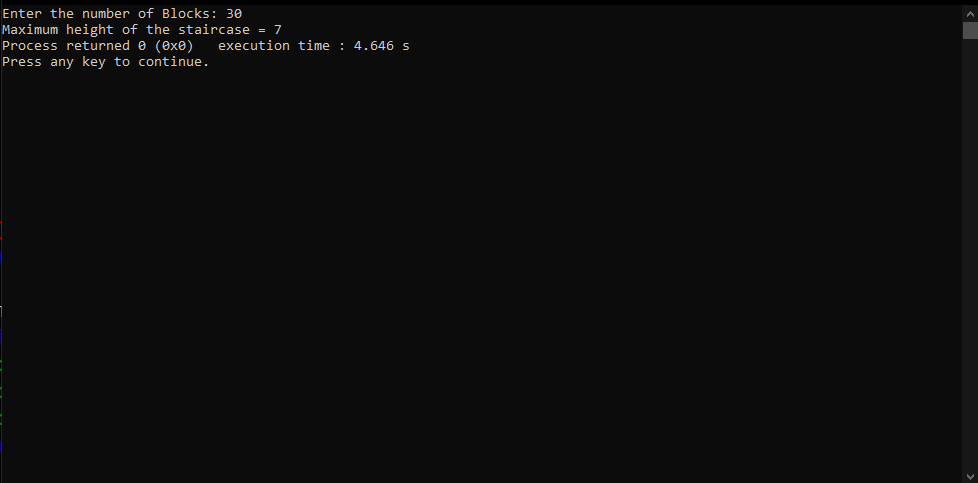 Enter the number of Blocks: 30
Maximum height of the staircase = 7
Process returned 0 (0x0)   execution time : 4.646 s
Press any key to continue.